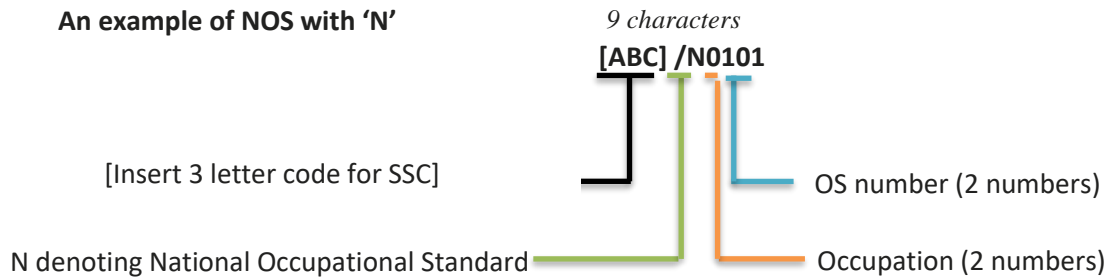 An example of NOS with ‘N’
9 characters
[ABC] /N0101
[Insert 3 letter code for SSC]
OS number (2 numbers)
N denoting National Occupational Standard
Occupation (2 numbers)